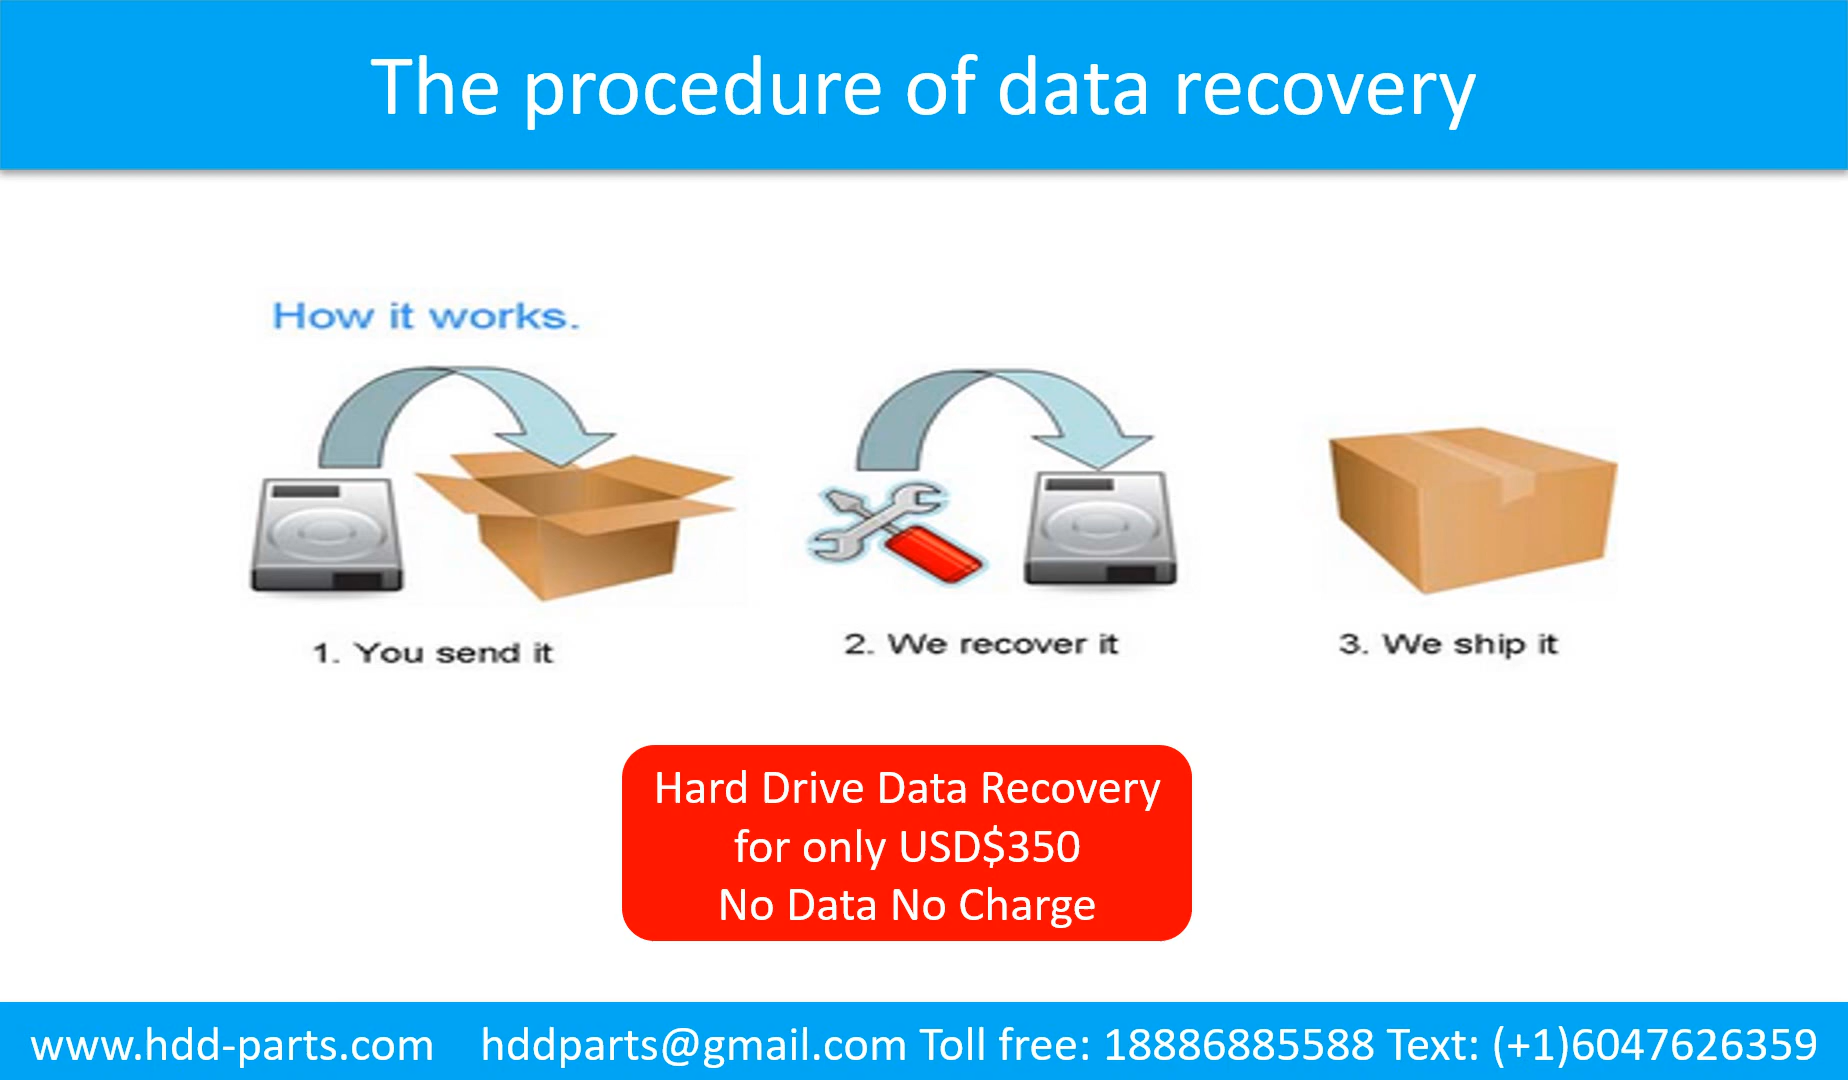 The procedure of data recovery
How it works.
1. You send it
2. We recover it
3. We ship it
Hard Drive Data Recovery
for only USD$350
No Data No Charge
www.hdd-parts.com hddparts@gmail.com Toll free: 18886885588 Text: (+1)6047626359